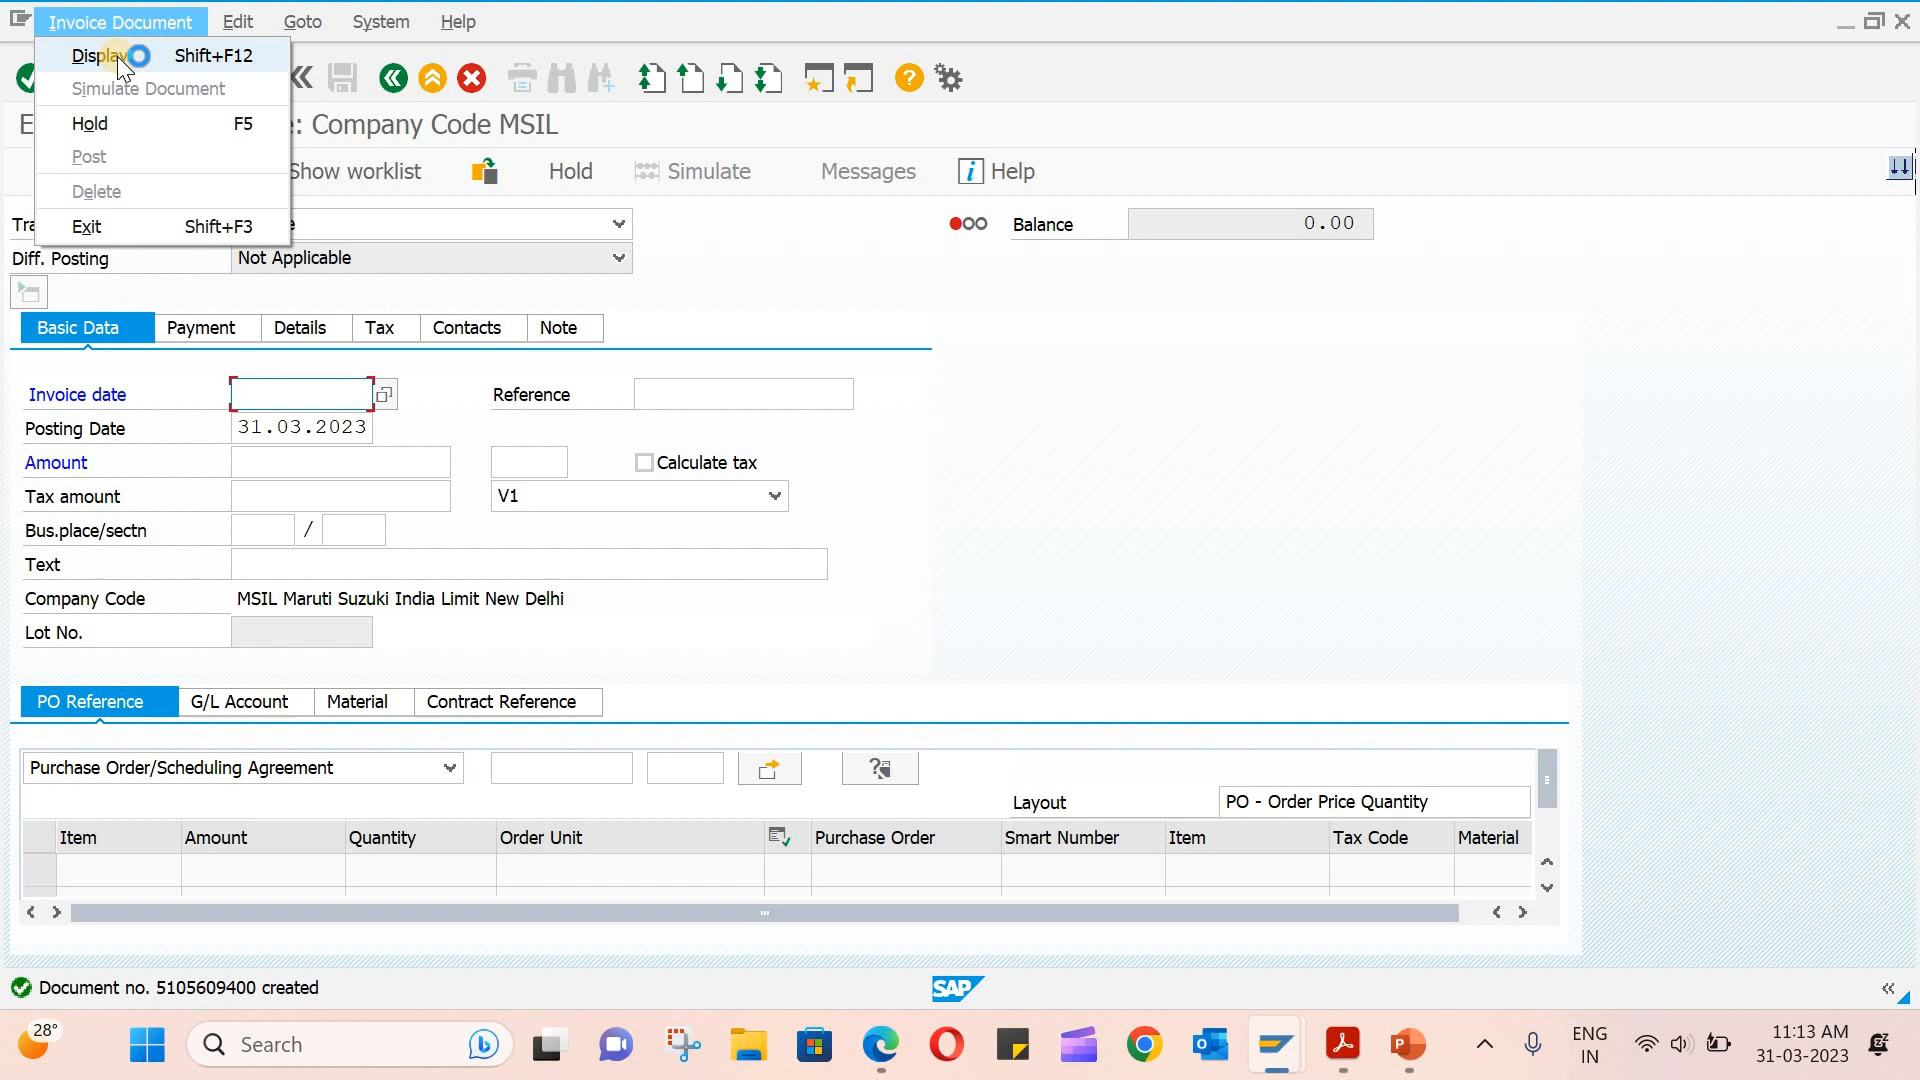 Invoice Document Edit Goto System Help
Display Shift+F12
Simulate Document
Hold F5
Post
Delete
Exit Shift+F3
E : Company Code MSIL
Show worklist Hold Simulate Messages Help
Tra e Balance 0.00
Diff. Posting Not Applicable
Basic Data Payment Details Tax Contacts Note
Invoice date Reference
Posting Date 31.03.2023
Amount Calculate tax
Tax amount V1
Bus.place/sectn /
Text
Company Code MSIL Maruti Suzuki India Limit New Delhi
Lot No.
PO Reference G/L Account Material Contract Reference
Purchase Order/Scheduling Agreement
Layout PO - Order Price Quantity
Item Amount Quantity Order Unit Purchase Order Smart Number Item Tax Code Material
Document no. 5105609400 created SAP
28° Search ENG 11:13 AM
IN 31-03-2023